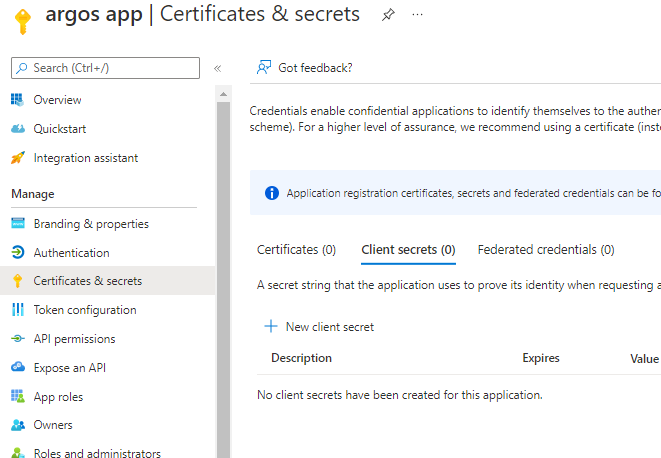 argos app | Certificates & secrets
Search (Ctrl+/)
Overview
Quickstart
Integration assistant
Manage
Branding & properties
Authentication
Certificates & secrets
Token configuration
API permissions
Expose an API
App roles
Owners
Roles and administrators
Got feedback?
Credentials enable confidential applications to identify themselves to the authen
scheme). For a higher level of assurance, we recommend using a certificate (inste
Application registration certificates, secrets and federated credentials can be fo
Certificates (0) Client secrets (0) Federated credentials (0)
A secret string that the application uses to prove its identity when requesting a
New client secret
Description Expires Value
No client secrets have been created for this application.